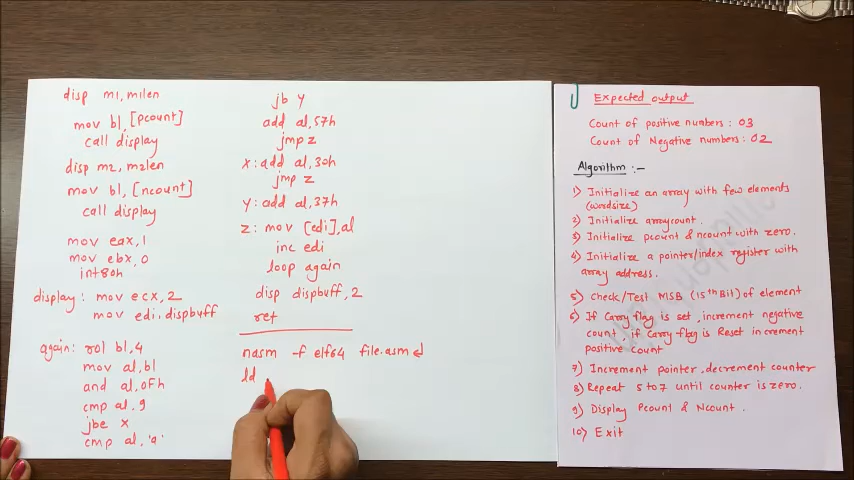 disp m1,m1len
mov bl,[pcount]
call display
disp m2,m2len
mov bl,[ncount]
call display
mov eax,1
mov ebx,0
int80h
display: mov ecx,2
mov edi,dispbuff
again: rol bl,4
mov al,bl
and al,0Fh
cmp al,9
jbe x
cmp al,'a'
jb y
add al,57h
jmp z
x: add al,30h
jmp z
y: add al,37h
z: mov [edi],al
inc edi
loop again
disp dispbuff,2
ret
nasm -f elf64 file.asm
ld
Expected output
Count of positive numbers : 03
Count of Negative numbers : 02
Algorithm :-
1) Initialize an array with few elements
(wordsize)
2) Initialize arraycount.
3) Initialize pcount & ncount with zero.
4) Initialize a pointer/index register with
array address.
5) Check/Test MSB (15th Bit) of element
6) If Carry flag is set, increment negative
count, if Carry flag is Reset increment
positive count
7) Increment pointer, decrement counter
8) Repeat 5 to 7 until counter is zero.
9) Display Pcount & Ncount.
10) Exit